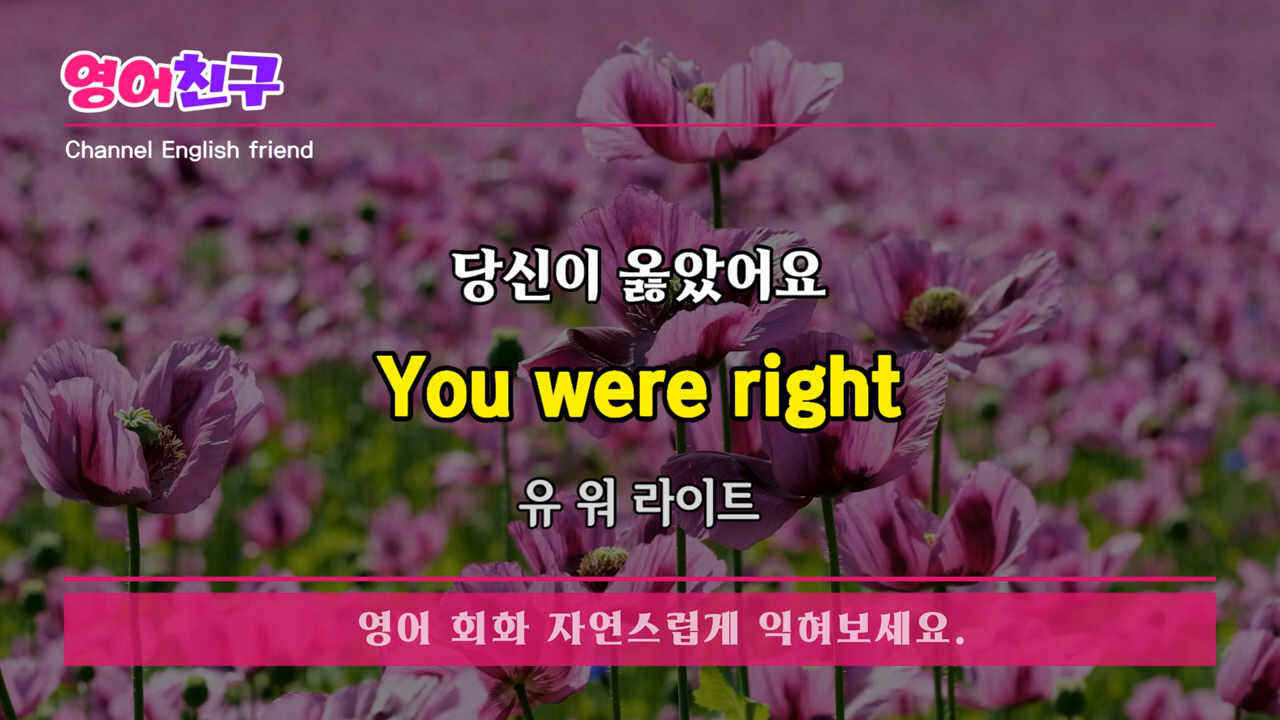 영어친구
Channel English friend
당신이 옳았어요
You were right
유 워 라이트
영어 회화 자연스럽게 익혀보세요.